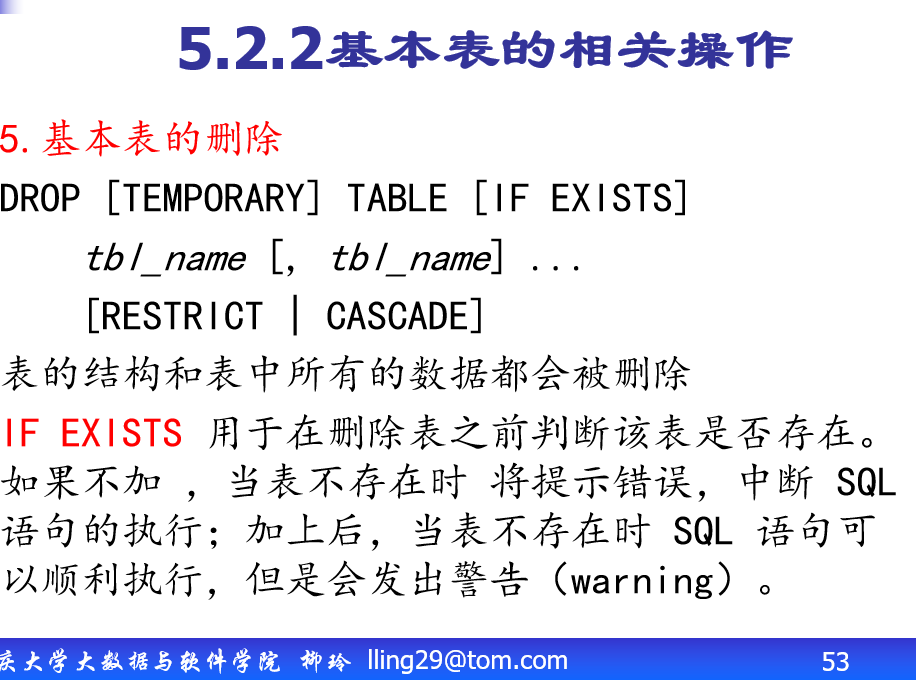 5.2.2基本表的相关操作
5. 基本表的删除
DROP [TEMPORARY] TABLE [IF EXISTS]
tbl_name [, tbl_name] ...
[RESTRICT | CASCADE]
表的结构和表中所有的数据都会被删除
IF EXISTS 用于在删除表之前判断该表是否存在。
如果不加 ，当表不存在时 将提示错误，中断 SQL
语句的执行；加上后，当表不存在时 SQL 语句可
以顺利执行，但是会发出警告（warning）。
庆大学大数据与软件学院 柳玲 lling29@tom.com
53